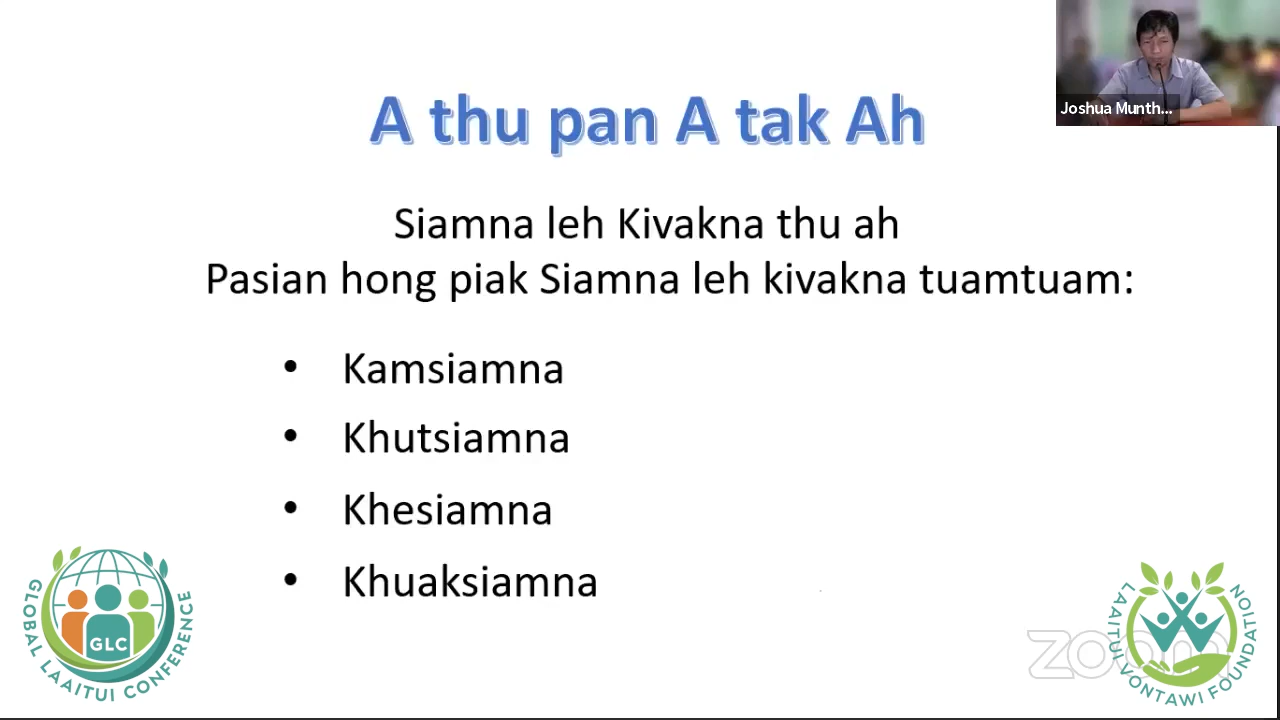 Joshua Munth...
A thu pan A tak Ah
Siamna leh Kivakna thu ah
Pasian hong piak Siamna leh kivakna tuamtuam:
• Kamsiamna
• Khutsiamna
• Khesiamna
• Khuaksiamna
GLOBAL LAAITUI CONFERENCE
GLC
zoom
LAAITUI VONTAWI FOUNDATION